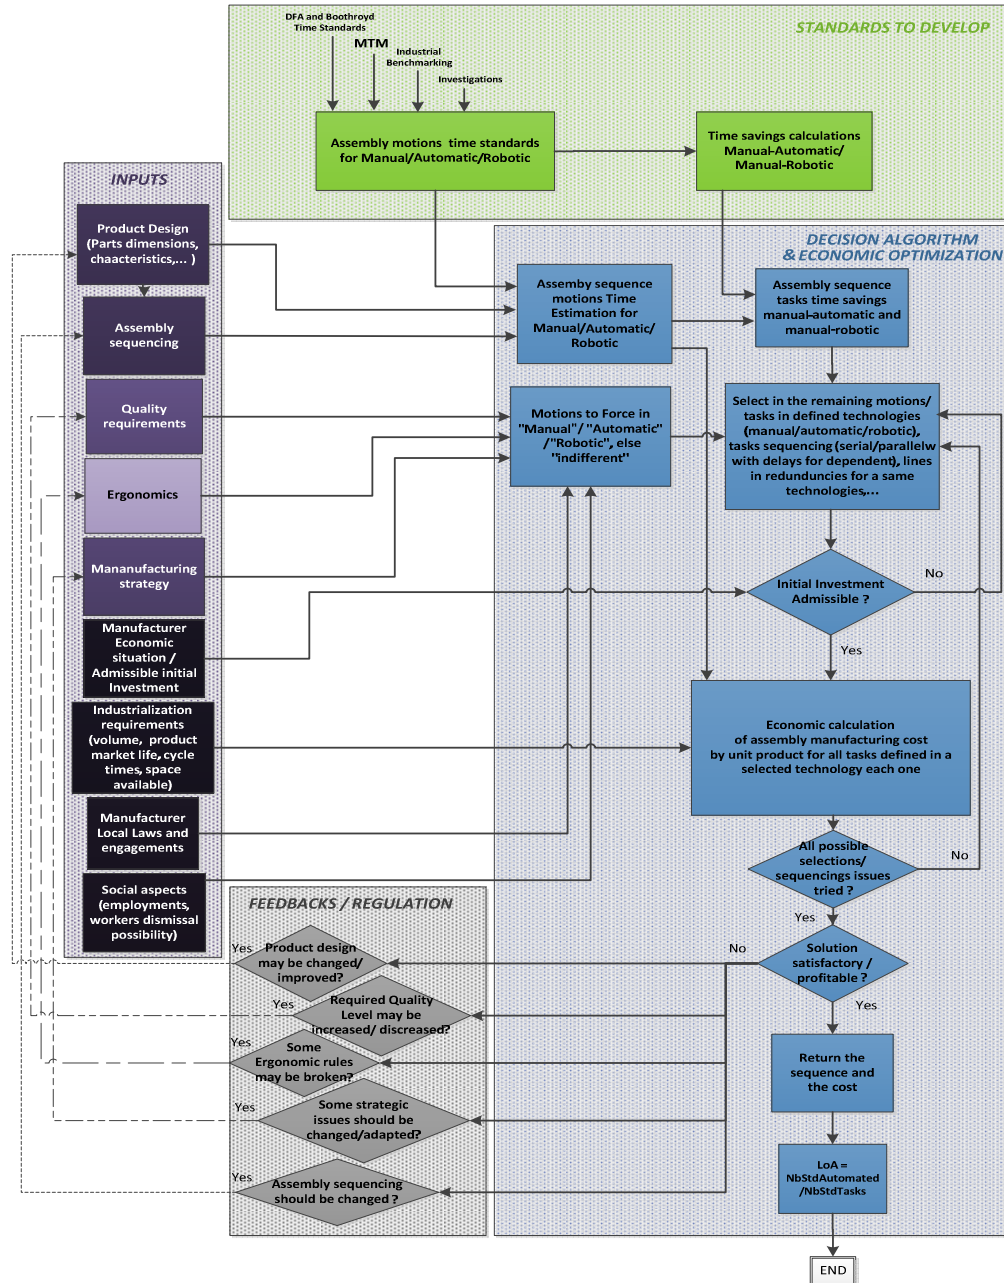 DFA and Boothroyd
Time Standards
MTM
Industrial
Benchmarking
Investigations
STANDARDS TO DEVELOP
Assembly motions time standards
for Manual/Automatic/Robotic
Time savings calculations
Manual-Automatic/
Manual-Robotic
INPUTS
Product Design
(Parts dimensions,
chaacteristics,... )
Assembly
sequencing
Quality
requirements
Ergonomics
Mananufacturing
strategy
Manufacturer
Economic
situation /
Admissible initial
Investment
Industrialization
requirements
(volume, product
market life, cycle
times, space
available)
Manufacturer
Local Laws and
engagements
Social aspects
(employments,
workers dismissal
possibility)
DECISION ALGORITHM
& ECONOMIC OPTIMIZATION
Assemby sequence
motions Time
Estimation for
Manual/Automatic/
Robotic
Assembly sequence
tasks time savings
manual-automatic and
manual-robotic
Motions to Force in
"Manual"/ "Automatic"
/"Robotic", else
"indifferent"
Select in the remaining motions/
tasks in defined technologies
(manual/automatic/robotic),
tasks sequencing (serial/parallelw
with delays for dependent), lines
in redundancies for a same
technologies,...
Initial Investment
Admissible ?
No
Yes
Economic calculation
of assembly manufacturing cost
by unit product for all tasks defined in a
selected technology each one
All possible
selections/
sequencings issues
tried ?
No
Yes
Solution
satisfactory /
profitable ?
No
Yes
Return the
sequence and
the cost
LoA =
NbStdAutomated
/NbStdTasks
END
FEEDBACKS / REGULATION
Yes
Product design
may be changed/
improved?
Yes
Required Quality
Level may be
increased/ discreased?
Yes
Some
Ergonomic rules
may be broken?
Yes
Some strategic
issues should be
changed/adapted?
Yes
Assembly sequencing
should be changed ?